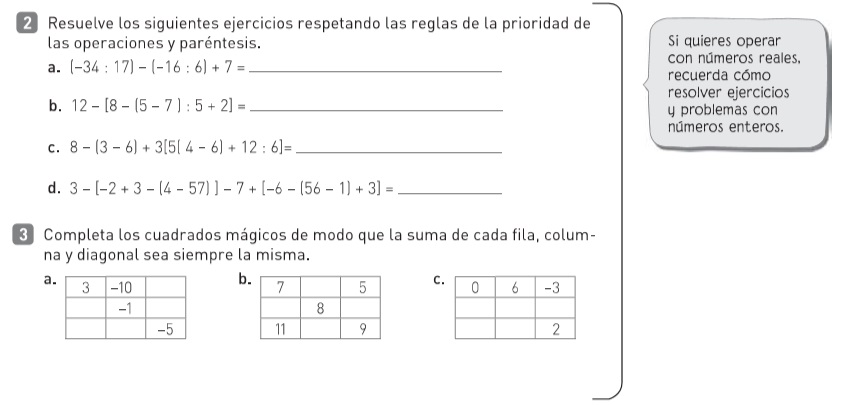 2 Resuelve los siguientes ejercicios respetando las reglas de la prioridad de
las operaciones y paréntesis.
a. (−34 : 17) − (−16 : 6) + 7 =
b. 12 − [8 − (5 − 7 ) : 5 + 2] =
c. 8 − (3 − 6) + 3[5( 4 − 6) + 12 : 6]=
d. 3 − [−2 + 3 − (4 − 57) ] − 7 + [−6 − (56 − 1) + 3] =
Si quieres operar
con números reales,
recuerda cómo
resolver ejercicios
y problemas con
números enteros.
3 Completa los cuadrados mágicos de modo que la suma de cada fila, colum-
na y diagonal sea siempre la misma.
a.
3 −10
−1
−5
b.
7 5
8
11 9
c.
0 6 −3
2